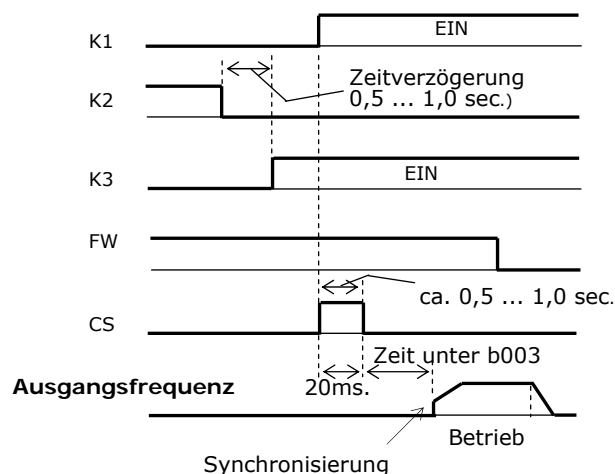 K1
EIN
Zeitverzögerung
0,5 ... 1,0 sec.)
K2
K3
EIN
FW
ca. 0,5 ... 1,0 sec.
CS
Zeit unter b003
Ausgangsfrequenz
20ms.
Betrieb
Synchronisierung